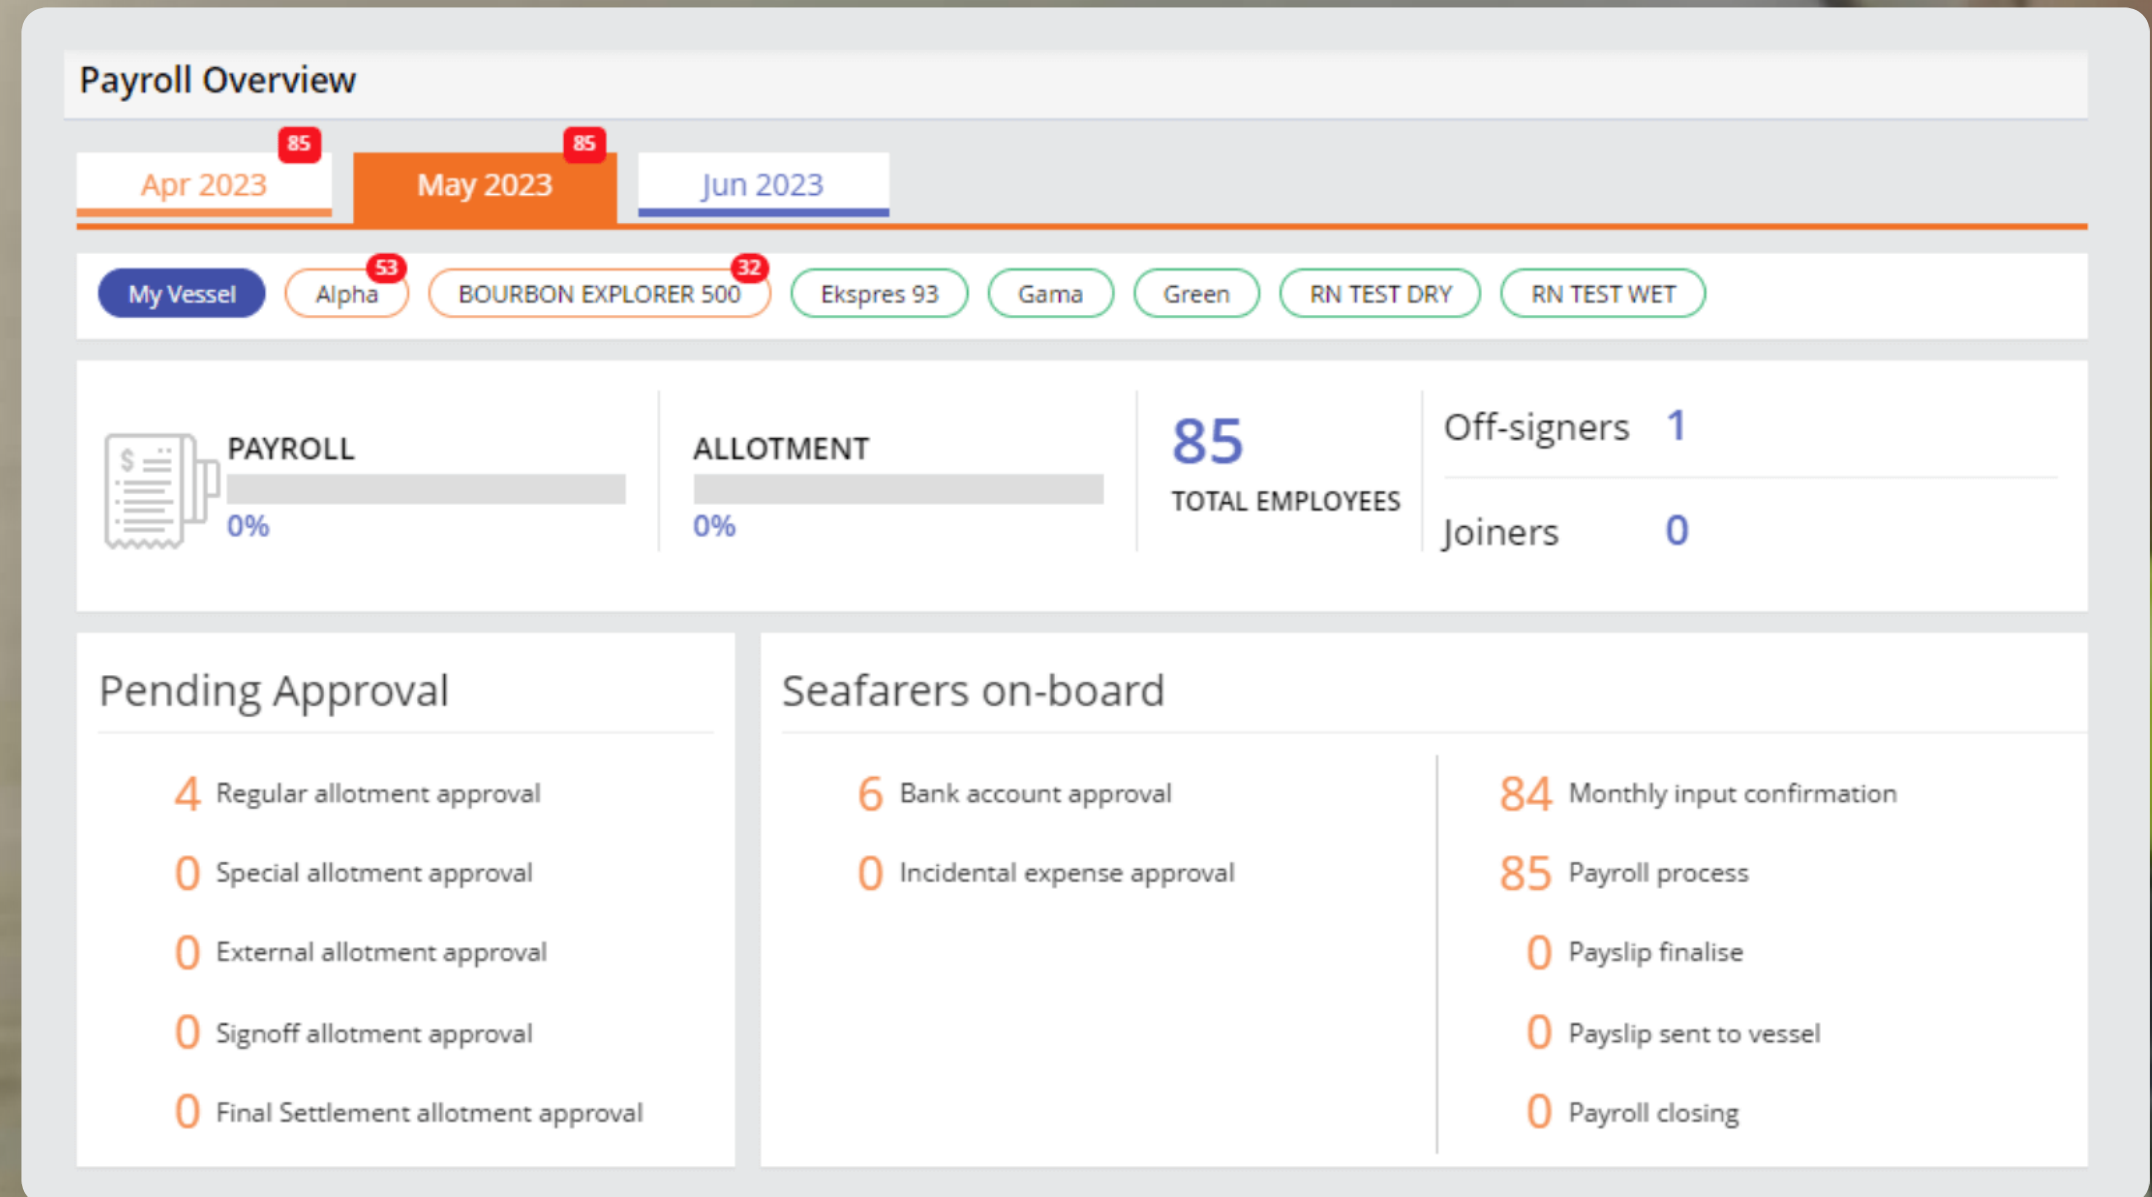 Payroll Overview
85
85
Apr 2023
May 2023
Jun 2023
53
32
My Vessel
Alpha
BOURBON EXPLORER 500
Ekspres 93
Gama
Green
RN TEST DRY
RN TEST WET
$
PAYROLL
0%
ALLOTMENT
0%
85
TOTAL EMPLOYEES
Off-signers 1
Joiners 0
Pending Approval
4 Regular allotment approval
0 Special allotment approval
0 External allotment approval
0 Signoff allotment approval
0 Final Settlement allotment approval
Seafarers on-board
6 Bank account approval
0 Incidental expense approval
84 Monthly input confirmation
85 Payroll process
0 Payslip finalise
0 Payslip sent to vessel
0 Payroll closing